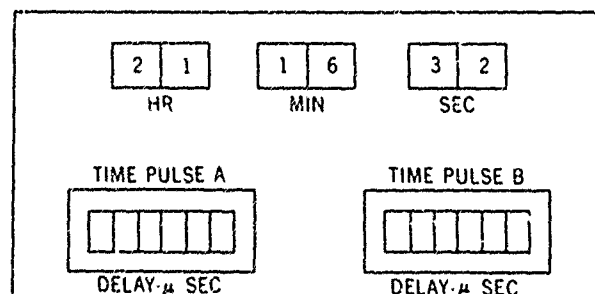 2 1 1 6 3 2
HR MIN SEC
TIME PULSE A TIME PULSE B
DELAY-μ SEC DELAY-μ SEC